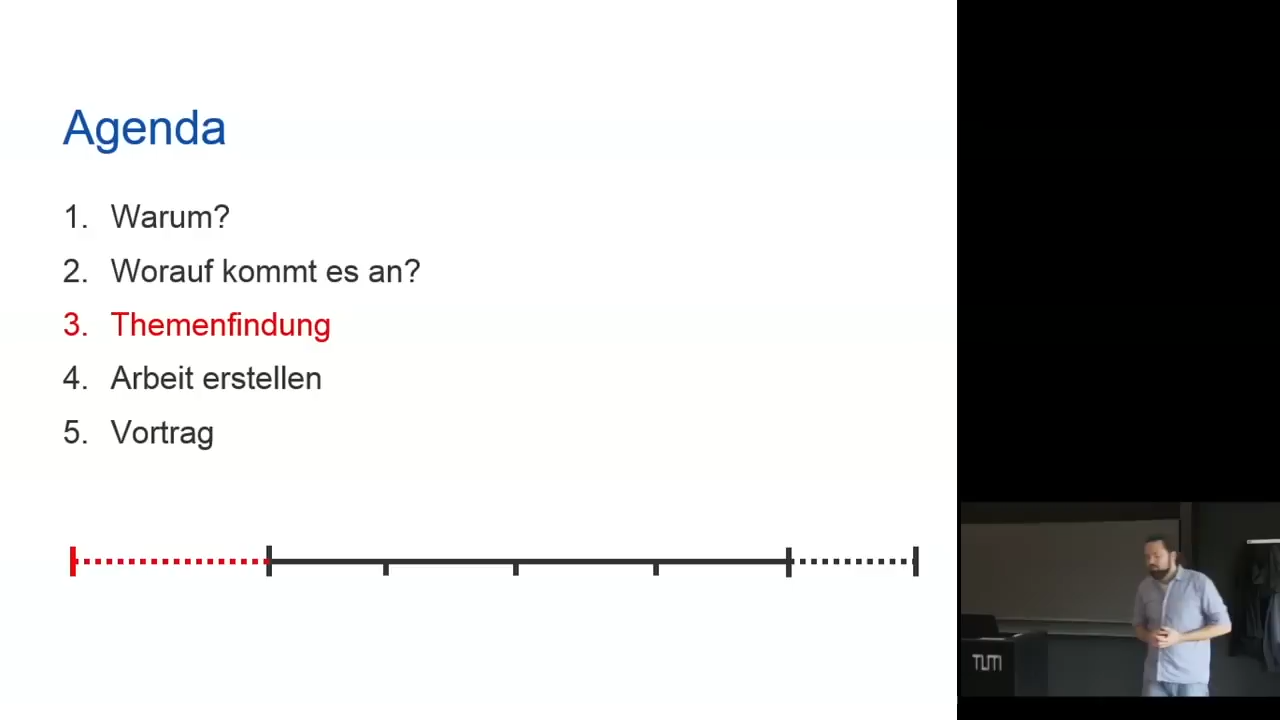 Agenda
1. Warum?
2. Worauf kommt es an?
3. Themenfindung
4. Arbeit erstellen
5. Vortrag
TUM